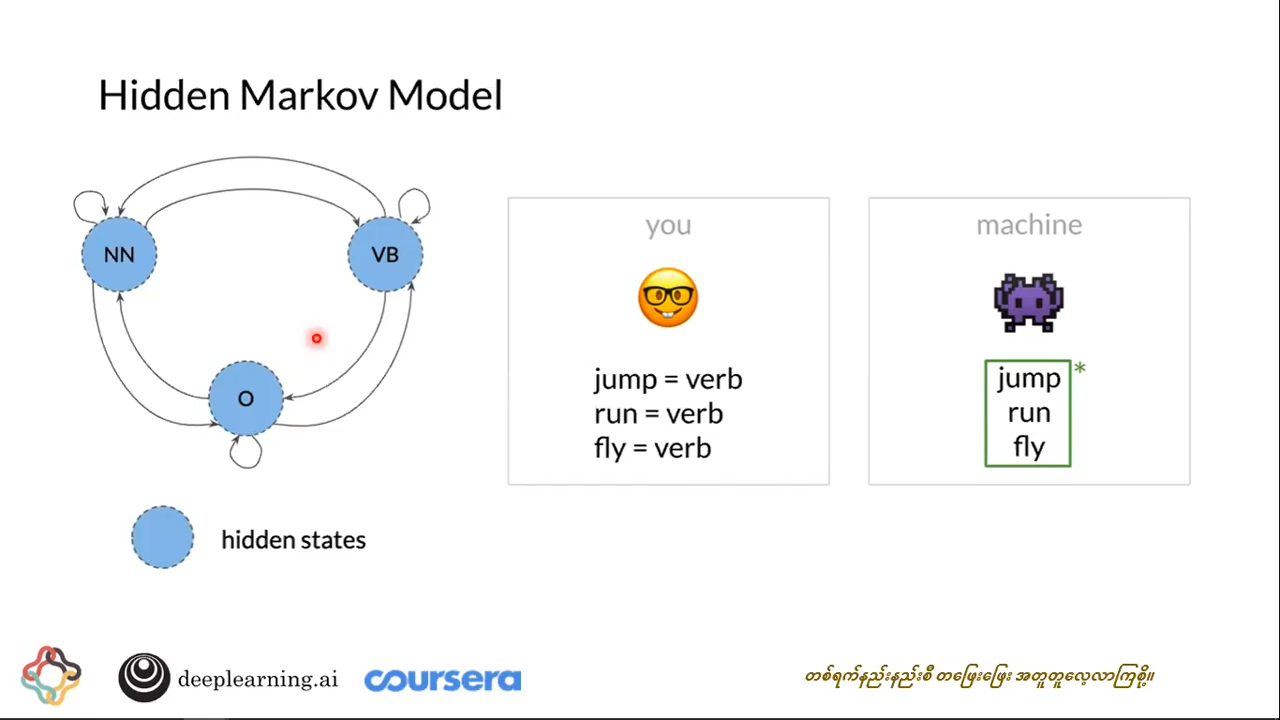 Hidden Markov Model
NN
VB
O
hidden states
you
jump = verb
run = verb
fly = verb
machine
jump *
run
fly
deeplearning.ai
coursera
တစ်ရက်နည်းနည်းစီ တဖြေးဖြေး အတူတူလေ့လာကြစို့။